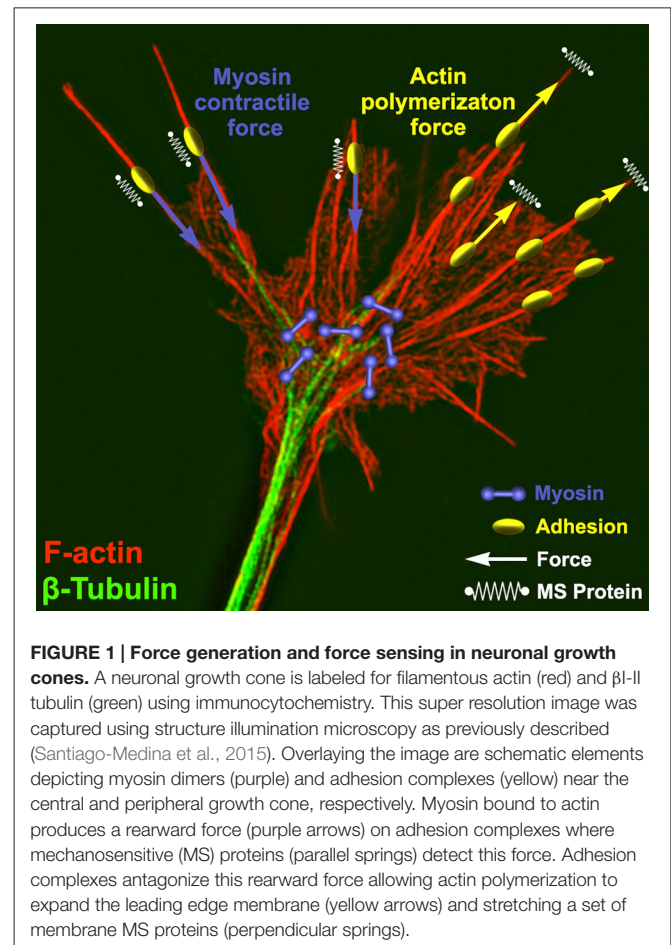 Myosin
contractile
force
Actin
polymerizaton
force
Myosin
Adhesion
Force
MS Protein
F-actin
β-Tubulin
FIGURE 1 | Force generation and force sensing in neuronal growth
cones. A neuronal growth cone is labeled for filamentous actin (red) and βI-II
tubulin (green) using immunocytochemistry. This super resolution image was
captured using structure illumination microscopy as previously described
(Santiago-Medina et al., 2015). Overlaying the image are schematic elements
depicting myosin dimers (purple) and adhesion complexes (yellow) near the
central and peripheral growth cone, respectively. Myosin bound to actin
produces a rearward force (purple arrows) on adhesion complexes where
mechanosensitive (MS) proteins (parallel springs) detect this force. Adhesion
complexes antagonize this rearward force allowing actin polymerization to
expand the leading edge membrane (yellow arrows) and stretching a set of
membrane MS proteins (perpendicular springs).